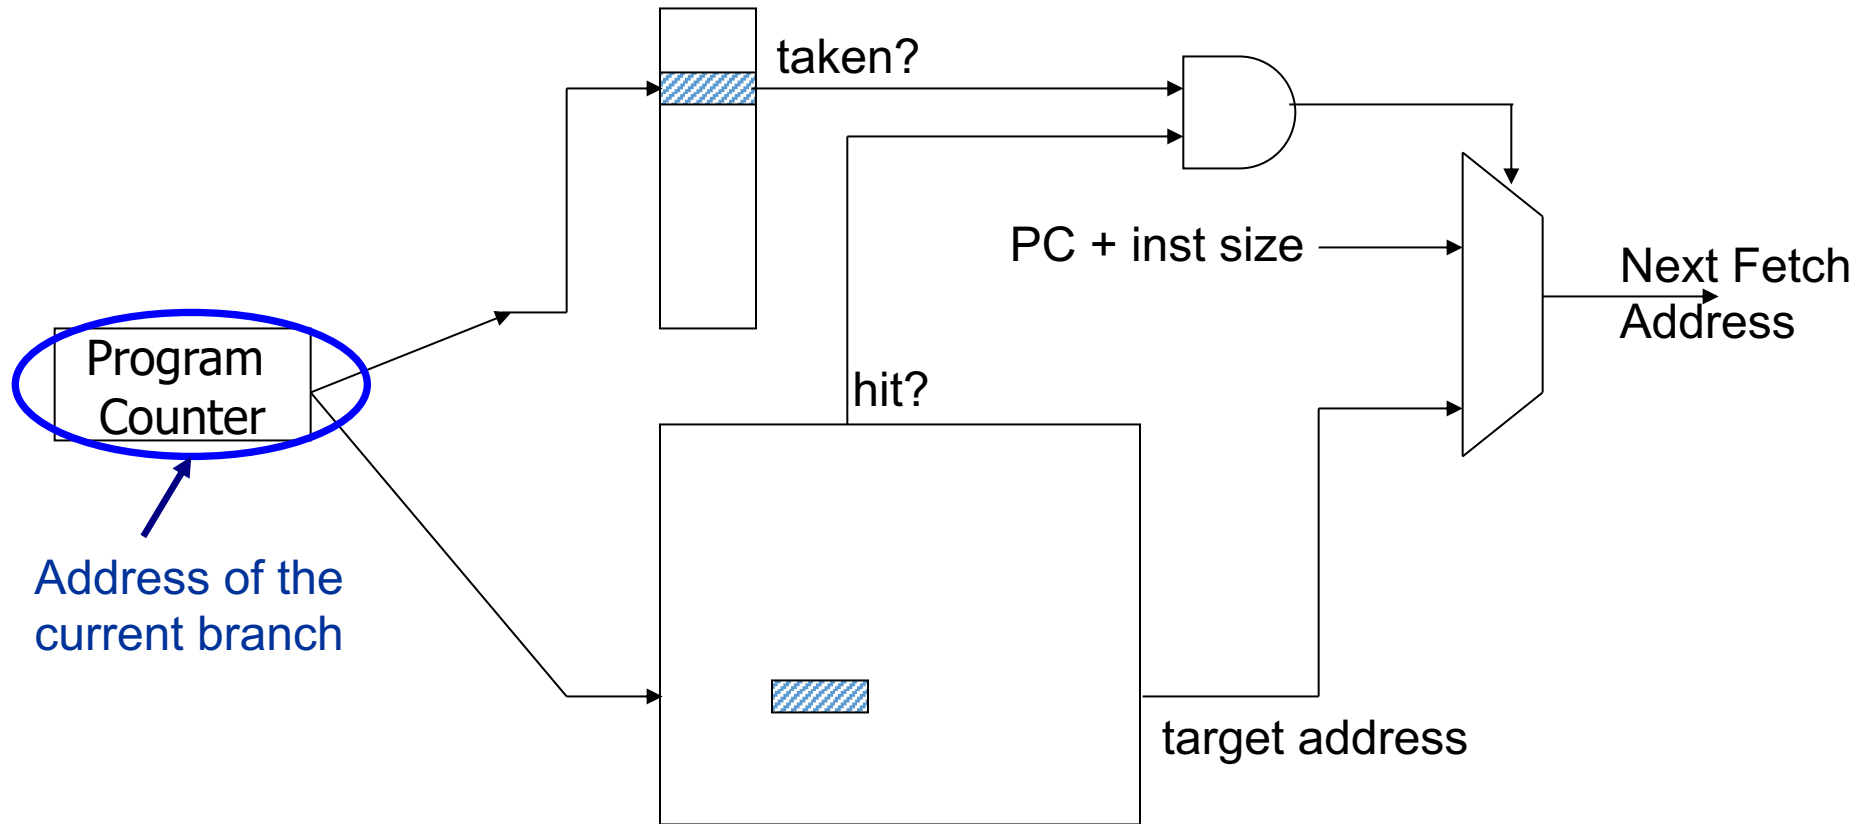 taken?
PC + inst size
Next Fetch
Address
Program
Counter
hit?
Address of the
current branch
target address